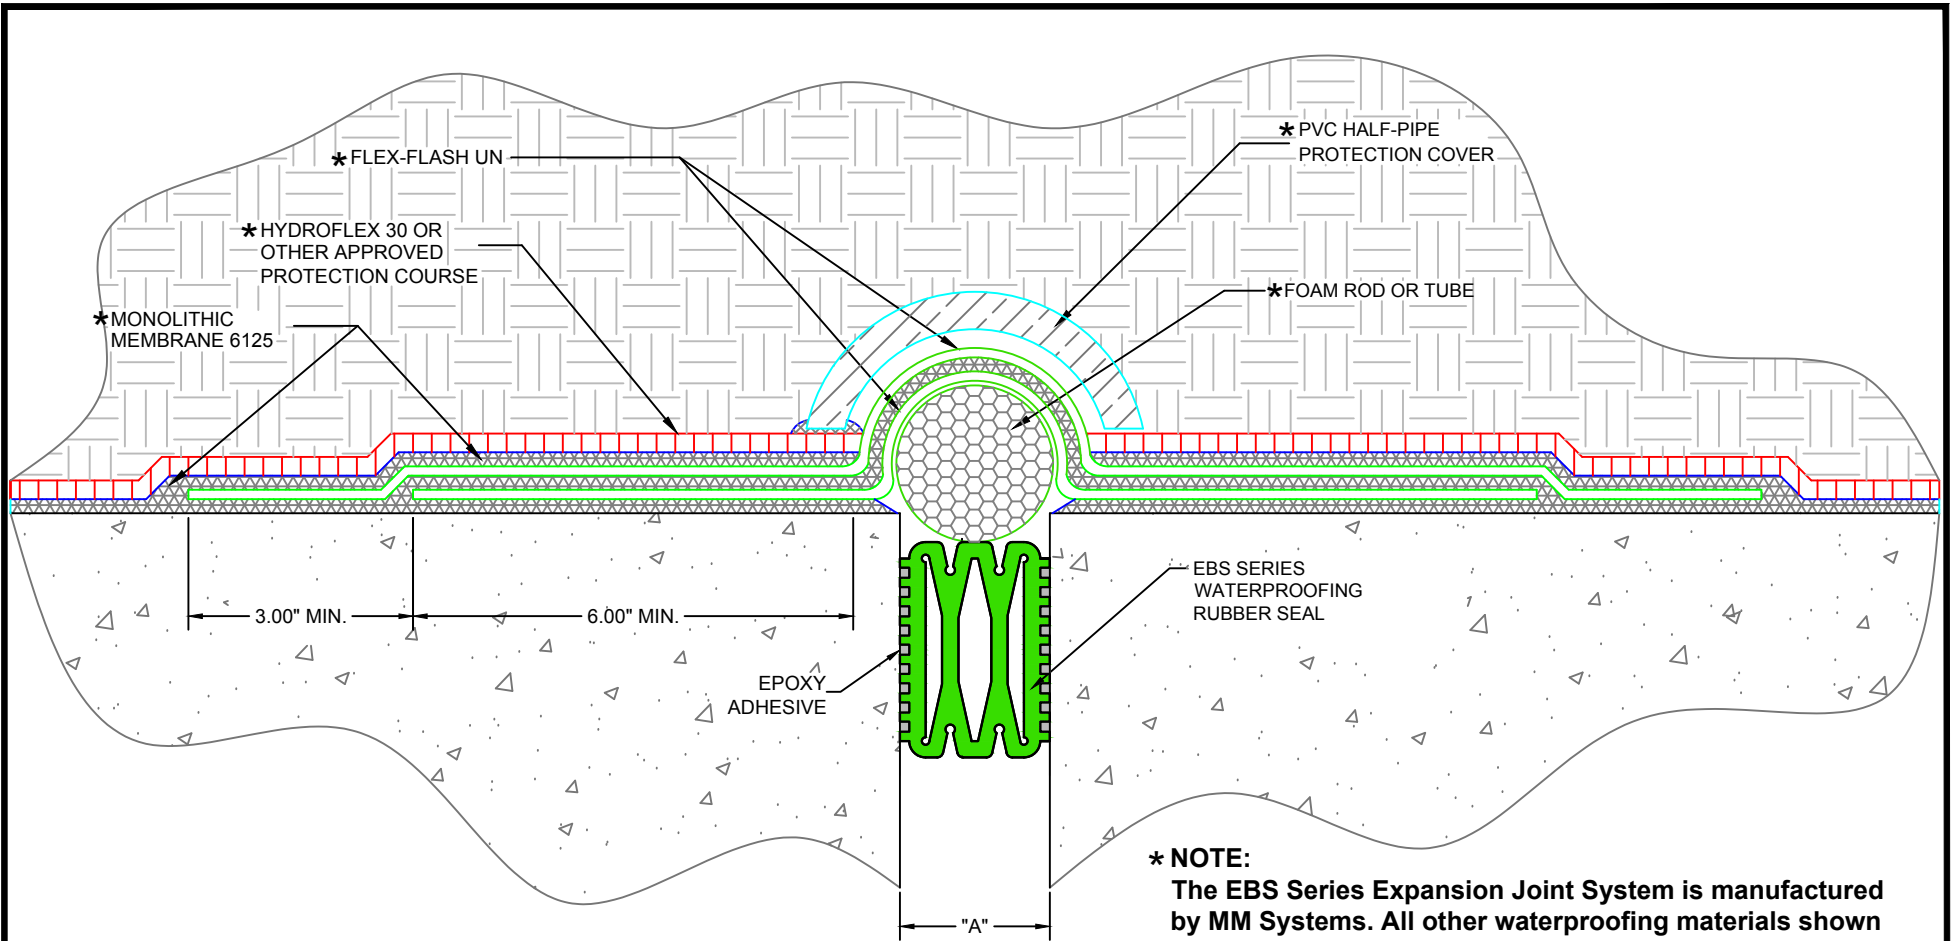 * FLEX-FLASH UN
* PVC HALF-PIPE
PROTECTION COVER
* HYDROFLEX 30 OR
OTHER APPROVED
PROTECTION COURSE
* FOAM ROD OR TUBE
* MONOLITHIC
MEMBRANE 6125
EBS SERIES
WATERPROOFING
RUBBER SEAL
3.00" MIN.
6.00" MIN.
EPOXY
ADHESIVE
* NOTE:
The EBS Series Expansion Joint System is manufactured
by MM Systems. All other waterproofing materials shown
"A"